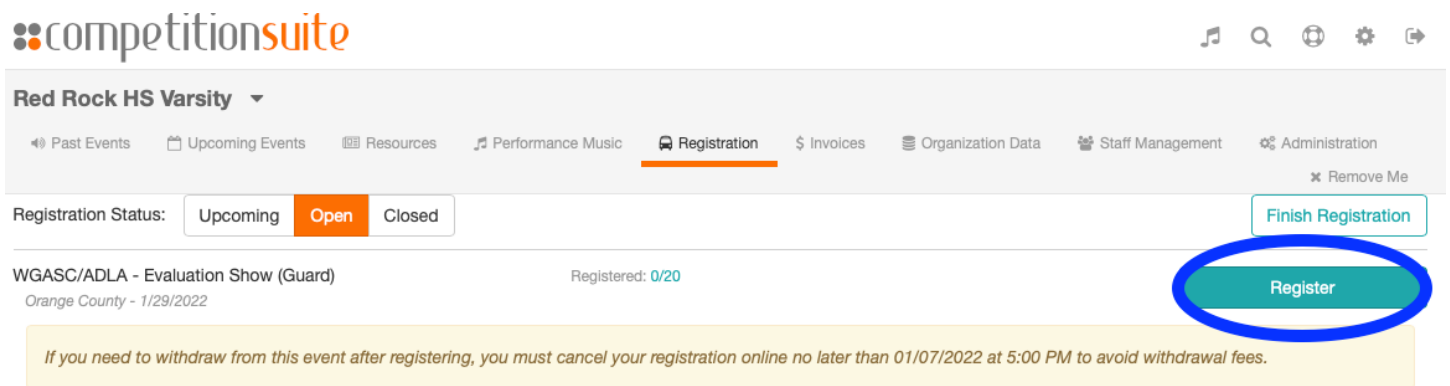 competitionsuite
Red Rock HS Varsity
Past Events Upcoming Events Resources Performance Music Registration $ Invoices Organization Data Staff Management Administration
Remove Me
Registration Status: Upcoming Open Closed Finish Registration
WGASC/ADLA - Evaluation Show (Guard) Registered: 0/20 Register
Orange County - 1/29/2022
If you need to withdraw from this event after registering, you must cancel your registration online no later than 01/07/2022 at 5:00 PM to avoid withdrawal fees.